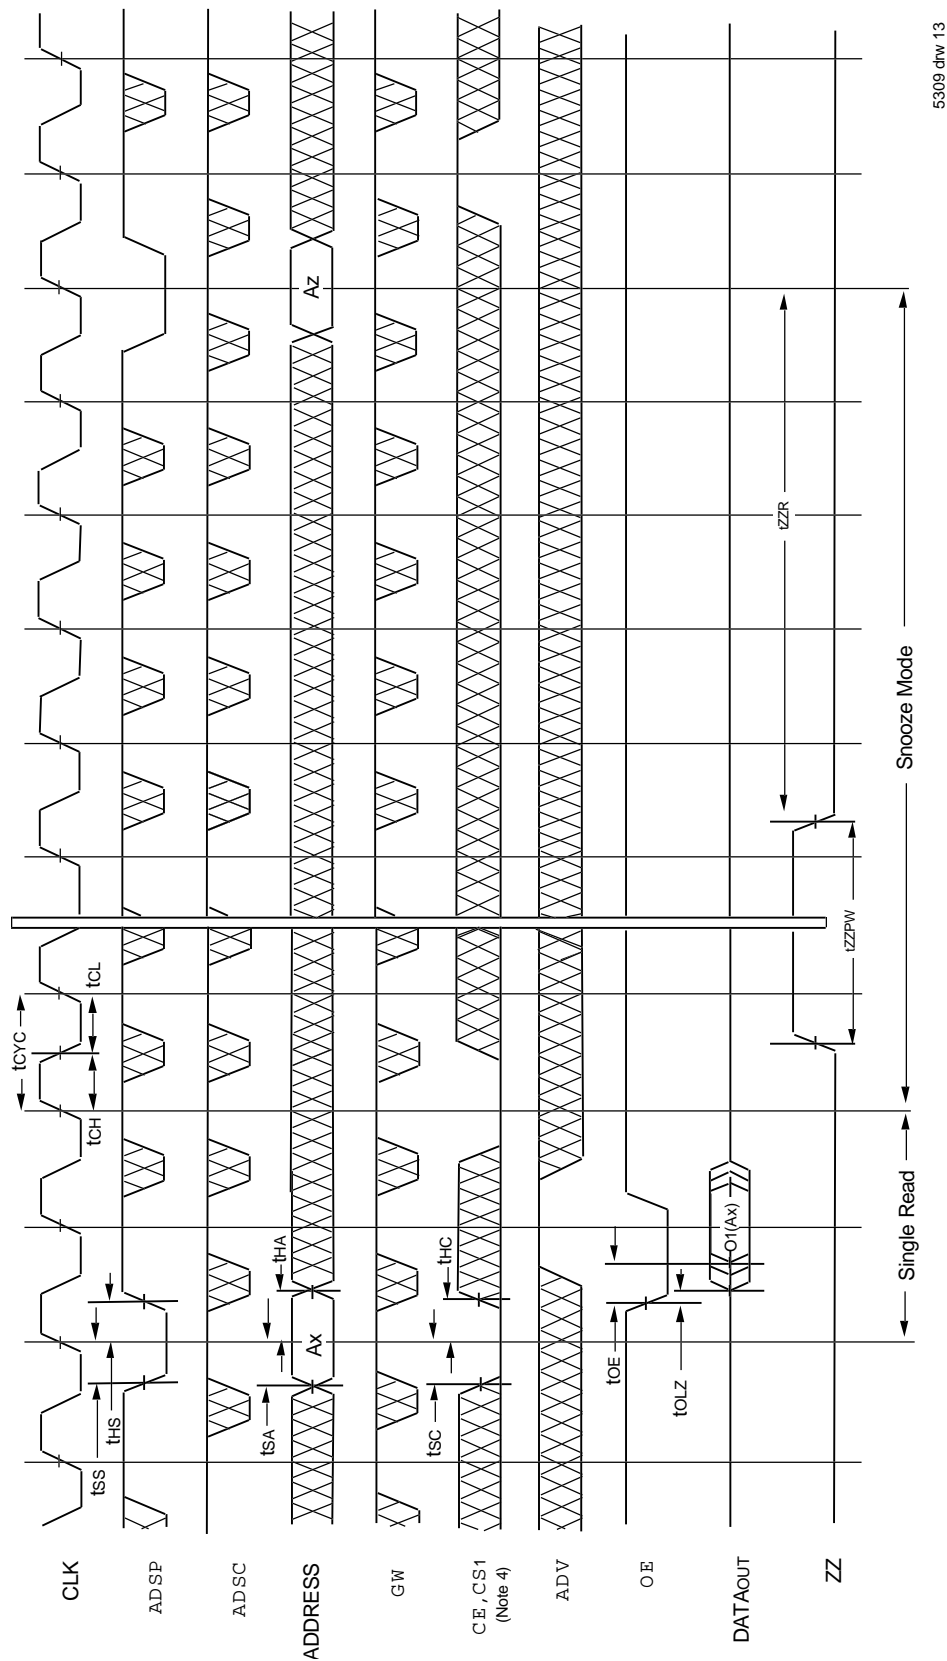 CLK
ADSP
ADSC
ADDRESS
GW
CE,CS1
(Note 4)
ADV
OE
DATAOUT
ZZ
tCYC
tCH
tCL
tSS
tHS
tSA
tHA
Ax
Az
tSC
tHC
tOE
tOLZ
O1(Ax)
tZZPW
tZZR
Single Read
Snooze Mode
5309 drw 13